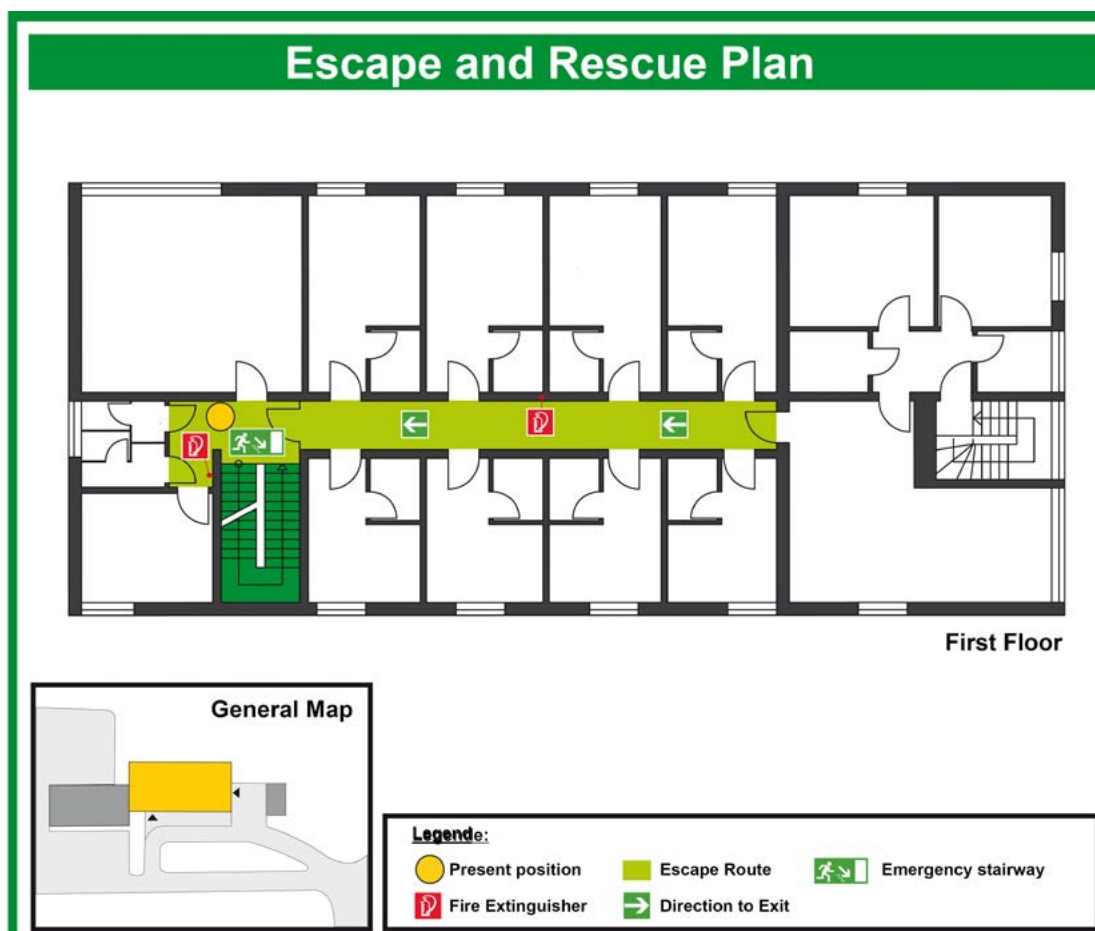 Escape and Rescue Plan
First Floor
General Map
Legende:
Present position
Escape Route
Emergency stairway
Fire Extinguisher
Direction to Exit